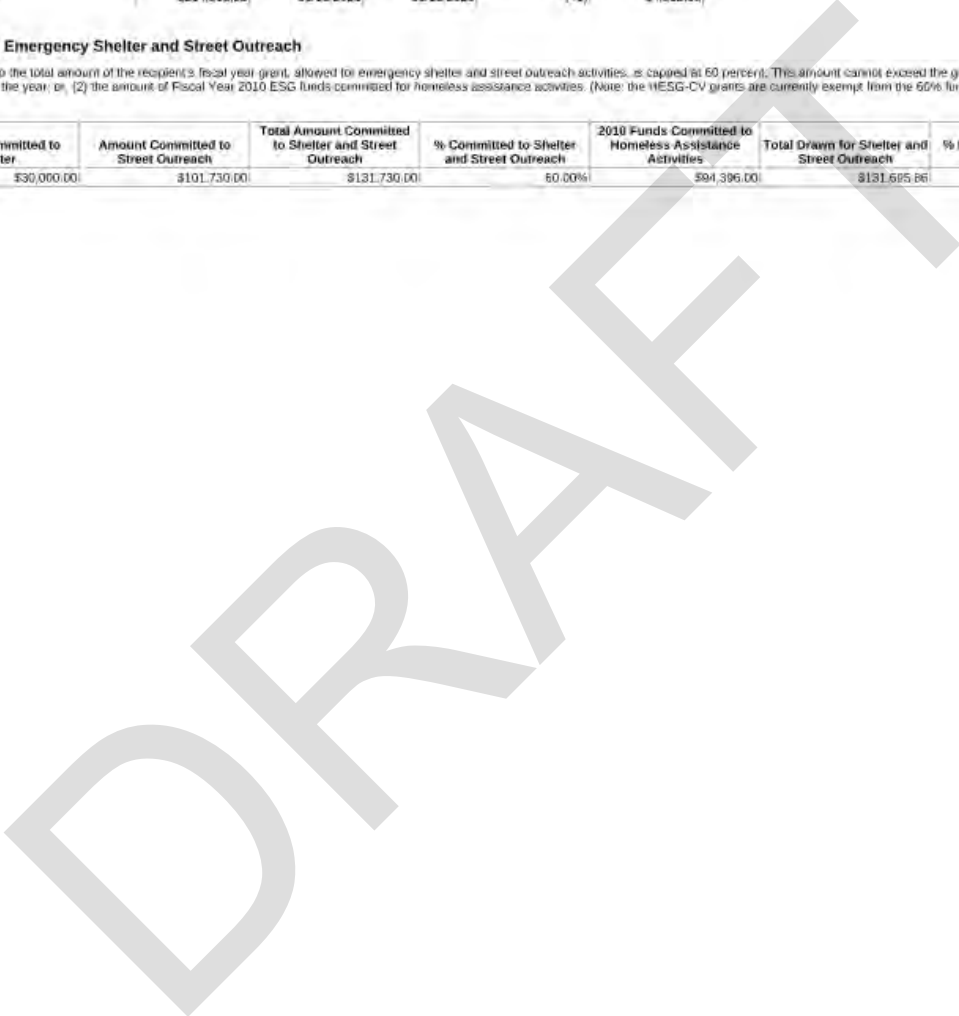 Emergency Shelter and Street Outreach
o the total amount of the recipient's fiscal year grant, allowed for emergency shelter and street outreach activities, is capped at 60 percent. This amount cannot exceed the g
the year; or, (2) the amount of Fiscal Year 2010 ESG funds committed for homeless assistance activities. (Note: the HESG-CV grants are currently exempt from the 60% fun
mmitted to
ter
Amount Committed to
Street Outreach
Total Amount Committed
to Shelter and Street
Outreach
% Committed to Shelter
and Street Outreach
2010 Funds Committed to
Homeless Assistance
Activities
Total Drawn for Shelter and
Street Outreach
%
$30,000.00
$101,730.00
$131,730.00
60.00%
$94,396.00
$131,695.86
DRAFT